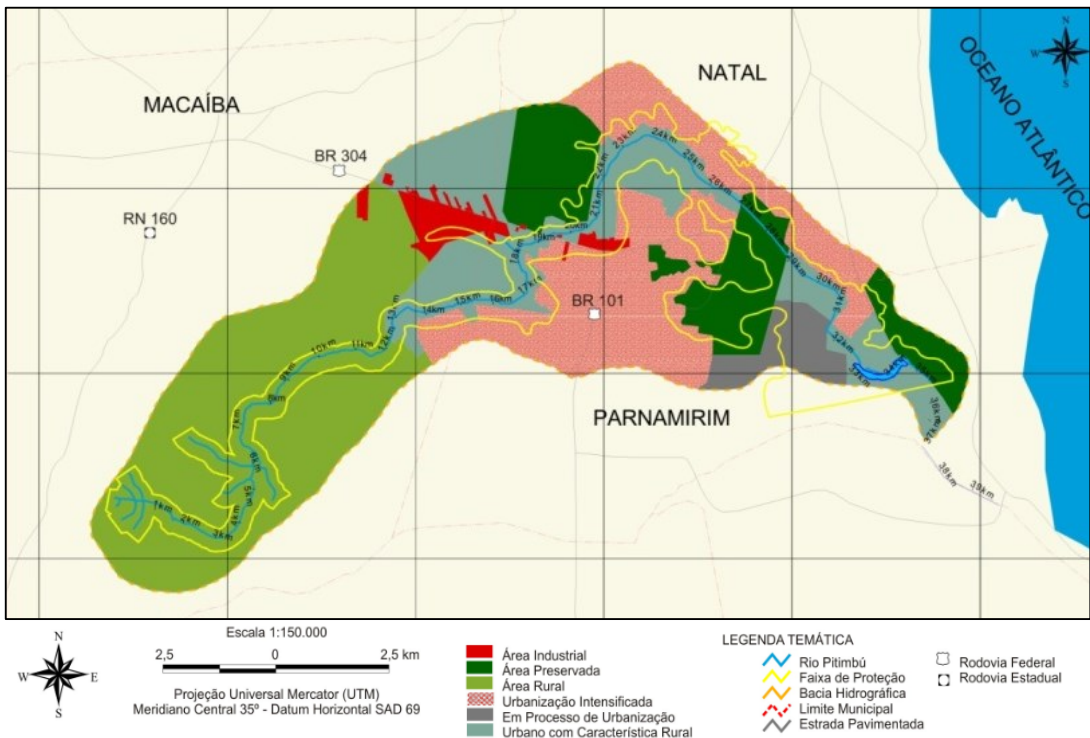 NATAL
OCEANO ATLÂNTICO
N
W
E
S
MACAÍBA
BR 304
RN 160
BR 101
PARNAMIRIM
1km
2km
3km
4km
5km
6km
7km
8km
9km
10km
11km
12km
14km
15km
16km
17km
18km
19km
20km
21km
22km
23km
24km
25km
26km
30km
31km
32km
33km
36km
37km
38km
39km
N
W
E
S
Escala 1:150.000
2,5 0 2,5 km
Projeção Universal Mercator (UTM)
Meridiano Central 35º - Datum Horizontal SAD 69
Área Industrial
Área Preservada
Área Rural
Urbanização Intensificada
Em Processo de Urbanização
Urbano com Característica Rural
LEGENDA TEMÁTICA
Rio Pitimbú
Faixa de Proteção
Bacia Hidrográfica
Limite Municipal
Estrada Pavimentada
Rodovia Federal
Rodovia Estadual